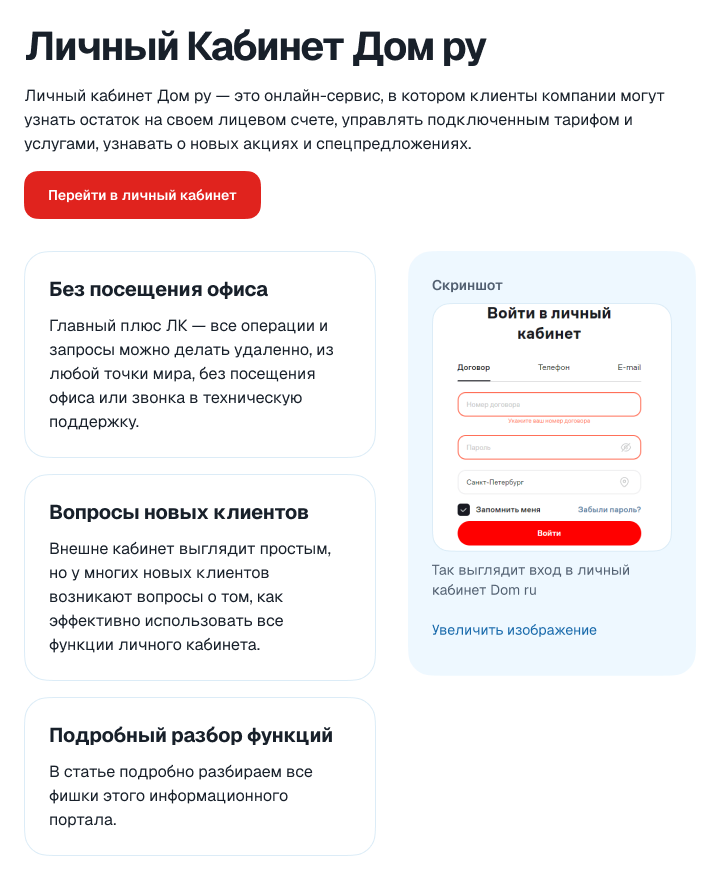 Личный Кабинет Дом ру
Личный кабинет Дом ру — это онлайн-сервис, в котором клиенты компании могут
узнать остаток на своем лицевом счете, управлять подключенным тарифом и
услугами, узнавать о новых акциях и спецпредложениях.
Перейти в личный кабинет
Без посещения офиса
Главный плюс ЛК — все операции и
запросы можно делать удаленно, из
любой точки мира, без посещения
офиса или звонка в техническую
поддержку.
Вопросы новых клиентов
Внешне кабинет выглядит простым,
но у многих новых клиентов
возникают вопросы о том, как
эффективно использовать все
функции личного кабинета.
Подробный разбор функций
В статье подробно разбираем все
фишки этого информационного
портала.
Скриншот
Войти в личный
кабинет
Договор Телефон E-mail
Номер договора
Укажите ваш номер договора
Пароль
Санкт-Петербург
Запомнить меня Забыли пароль?
Войти
Так выглядит вход в личный
кабинет Dom ru
Увеличить изображение